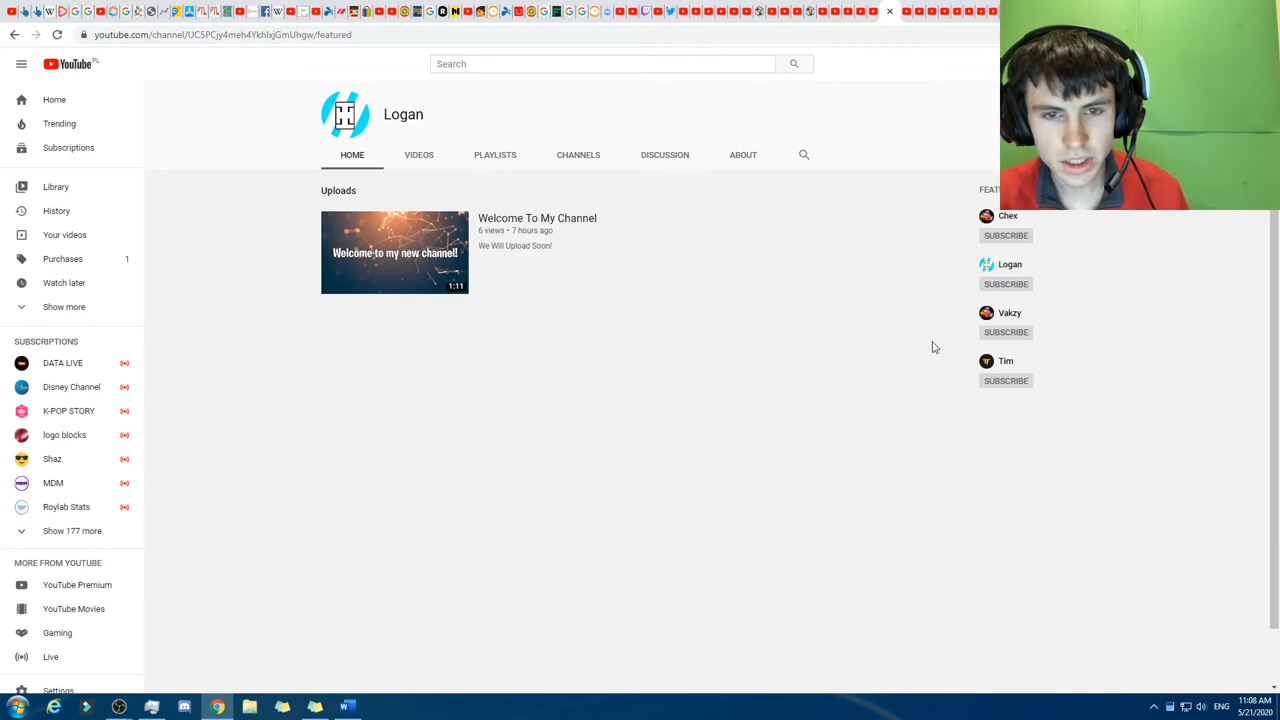 youtube.com/channel/UC5PCjy4meh4YkhlxjGmUhgw/featured
YouTube PL
Search
Home
Trending
Subscriptions
Library
History
Your videos
Purchases 1
Watch later
Show more
SUBSCRIPTIONS
DATA LIVE
Disney Channel
K-POP STORY
logo blocks
Shaz
MDM
Roylab Stats
Show 177 more
MORE FROM YOUTUBE
YouTube Premium
YouTube Movies
Gaming
Live
Settings
Logan
HOME VIDEOS PLAYLISTS CHANNELS DISCUSSION ABOUT
Uploads
Welcome to my new channel!
1:11
Welcome To My Channel
6 views • 7 hours ago
We Will Upload Soon!
Chex
SUBSCRIBE
Logan
SUBSCRIBE
Vakzy
SUBSCRIBE
Tim
SUBSCRIBE
ENG
11:08 AM
5/21/2020